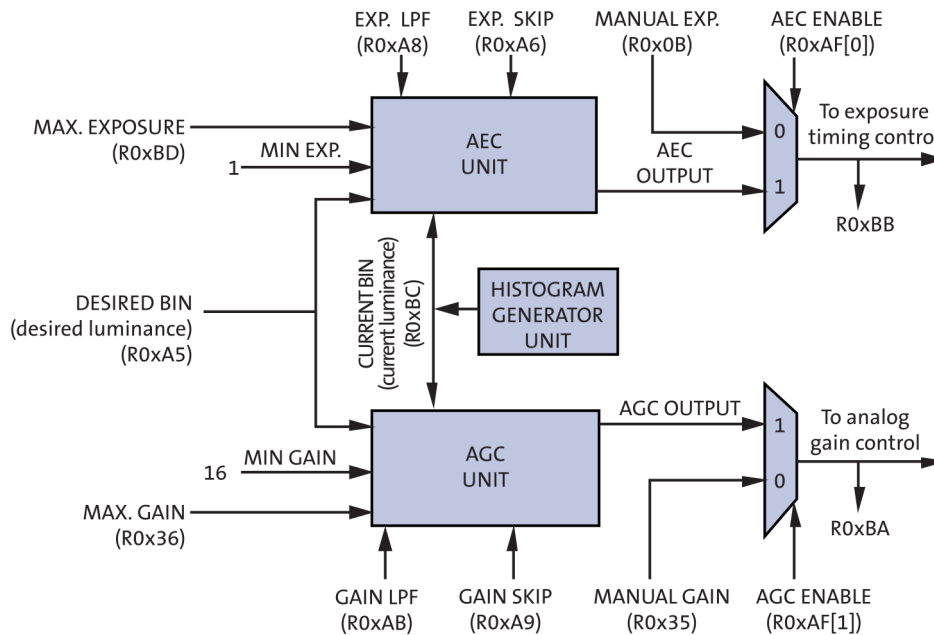 EXP. LPF
(R0xA8)
EXP. SKIP
(R0xA6)
MANUAL EXP.
(R0x0B)
AEC ENABLE
(R0xAF[0])
MAX. EXPOSURE
(R0xBD)
1
MIN EXP.
AEC
UNIT
AEC
OUTPUT
0
1
To exposure
timing control
R0xBB
DESIRED BIN
(desired luminance)
(R0xA5)
CURRENT BIN
(current luminance)
(R0xBC)
HISTOGRAM
GENERATOR
UNIT
16
MIN GAIN
MAX. GAIN
(R0x36)
AGC
UNIT
AGC OUTPUT
1
0
To analog
gain control
R0xBA
GAIN LPF
(R0xAB)
GAIN SKIP
(R0xA9)
MANUAL GAIN
(R0x35)
AGC ENABLE
(R0xAF[1])